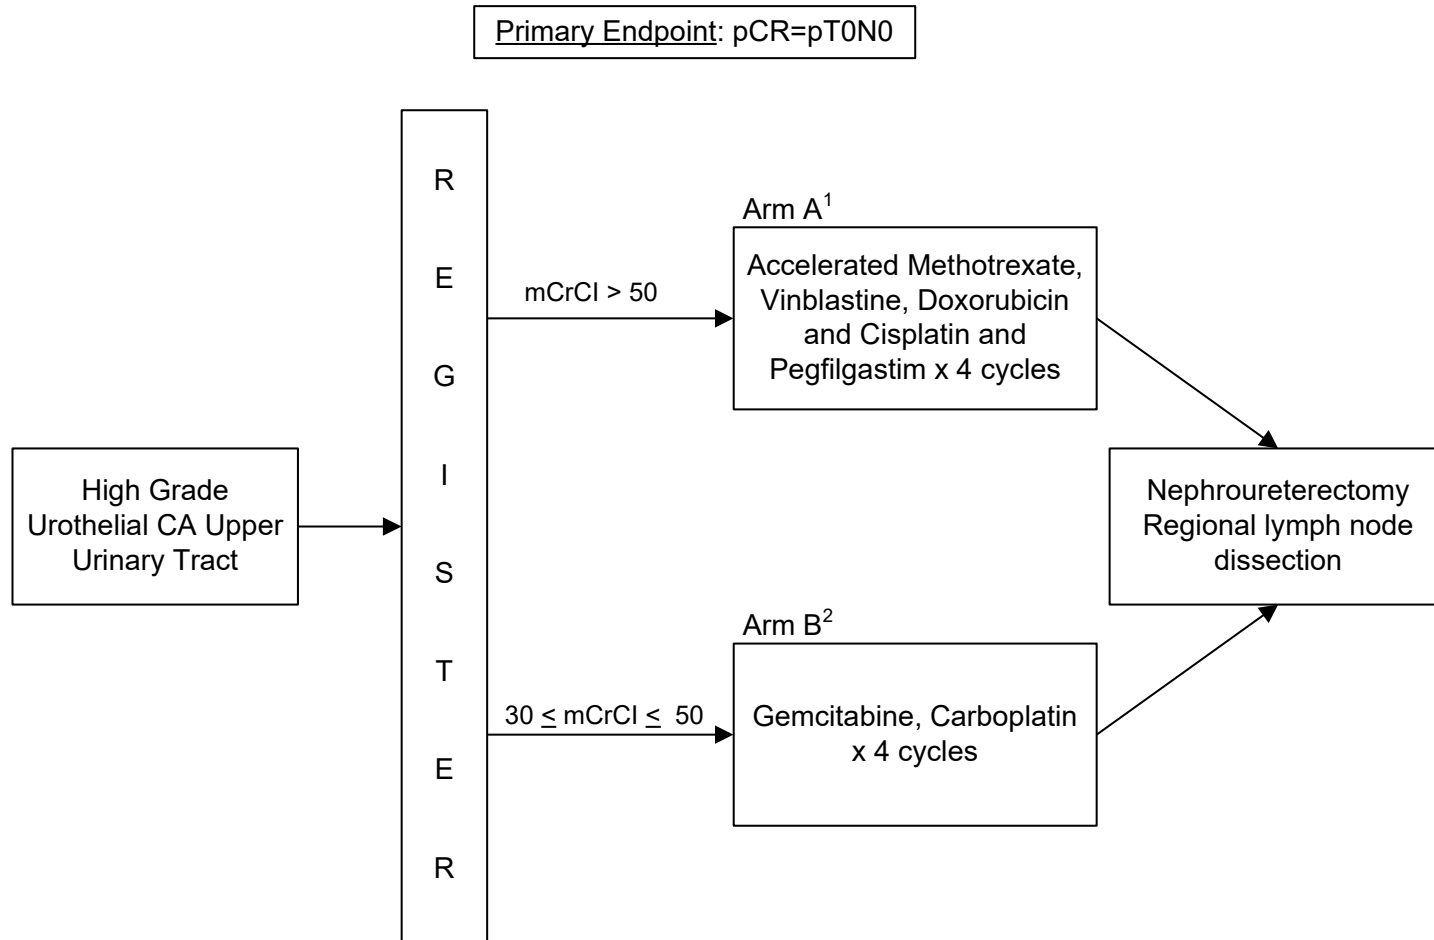 Primary Endpoint: pCR=pT0N0
R
E
G
I
S
T
E
R
High Grade
Urothelial CA Upper
Urinary Tract
mCrCl > 50
Arm A¹
Accelerated Methotrexate,
Vinblastine, Doxorubicin
and Cisplatin and
Pegfilgastim x 4 cycles
30 ≤ mCrCl ≤ 50
Arm B²
Gemcitabine, Carboplatin
x 4 cycles
Nephroureterectomy
Regional lymph node
dissection